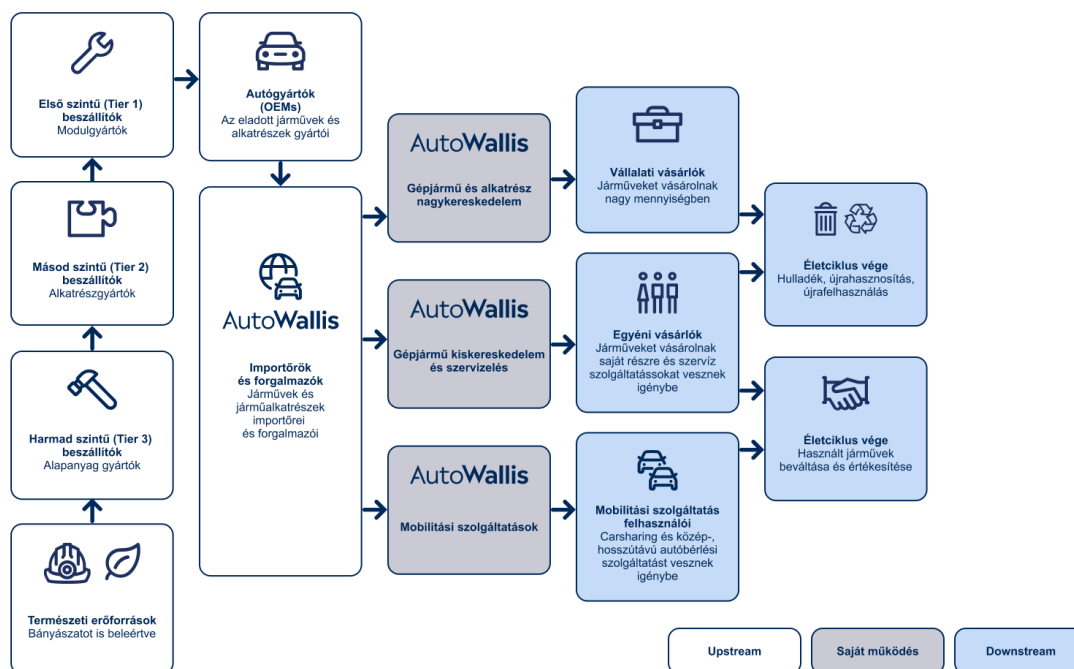 Első szintű (Tier 1)
beszállítók
Modulgyártók
Autógyártók
(OEMs)
Az eladott járművek és
alkatrészek gyártói
Másod szintű (Tier 2)
beszállítók
Alkatrészgyártók
Harmad szintű (Tier 3)
beszállítók
Alapanyag gyártók
Természeti erőforrások
Bányászatot is beleértve
AutoWallis
Importőrök
és forgalmazók
Járművek és
járműalkatrészek
importőrei
és forgalmazói
AutoWallis
Gépjármű és alkatrész
nagykereskedelem
AutoWallis
Gépjármű kiskereskedelem
és szervizelés
AutoWallis
Mobilitási szolgáltatások
Vállalati vásárlók
Járműveket vásárolnak
nagy mennyiségben
Egyéni vásárlók
Járműveket vásárolnak
saját részre és szervíz
szolgáltatássokat vesznek
igénybe
Mobilitási szolgáltatás
felhasználói
Carsharing és közép-,
hosszútávú autóbérlési
szolgáltatást vesznek
igénybe
Életciklus vége
Hulladék, újrahasznosítás,
újrafelhasználás
Életciklus vége
Használt járművek
beváltása és értékesítése
Upstream
Saját működés
Downstream